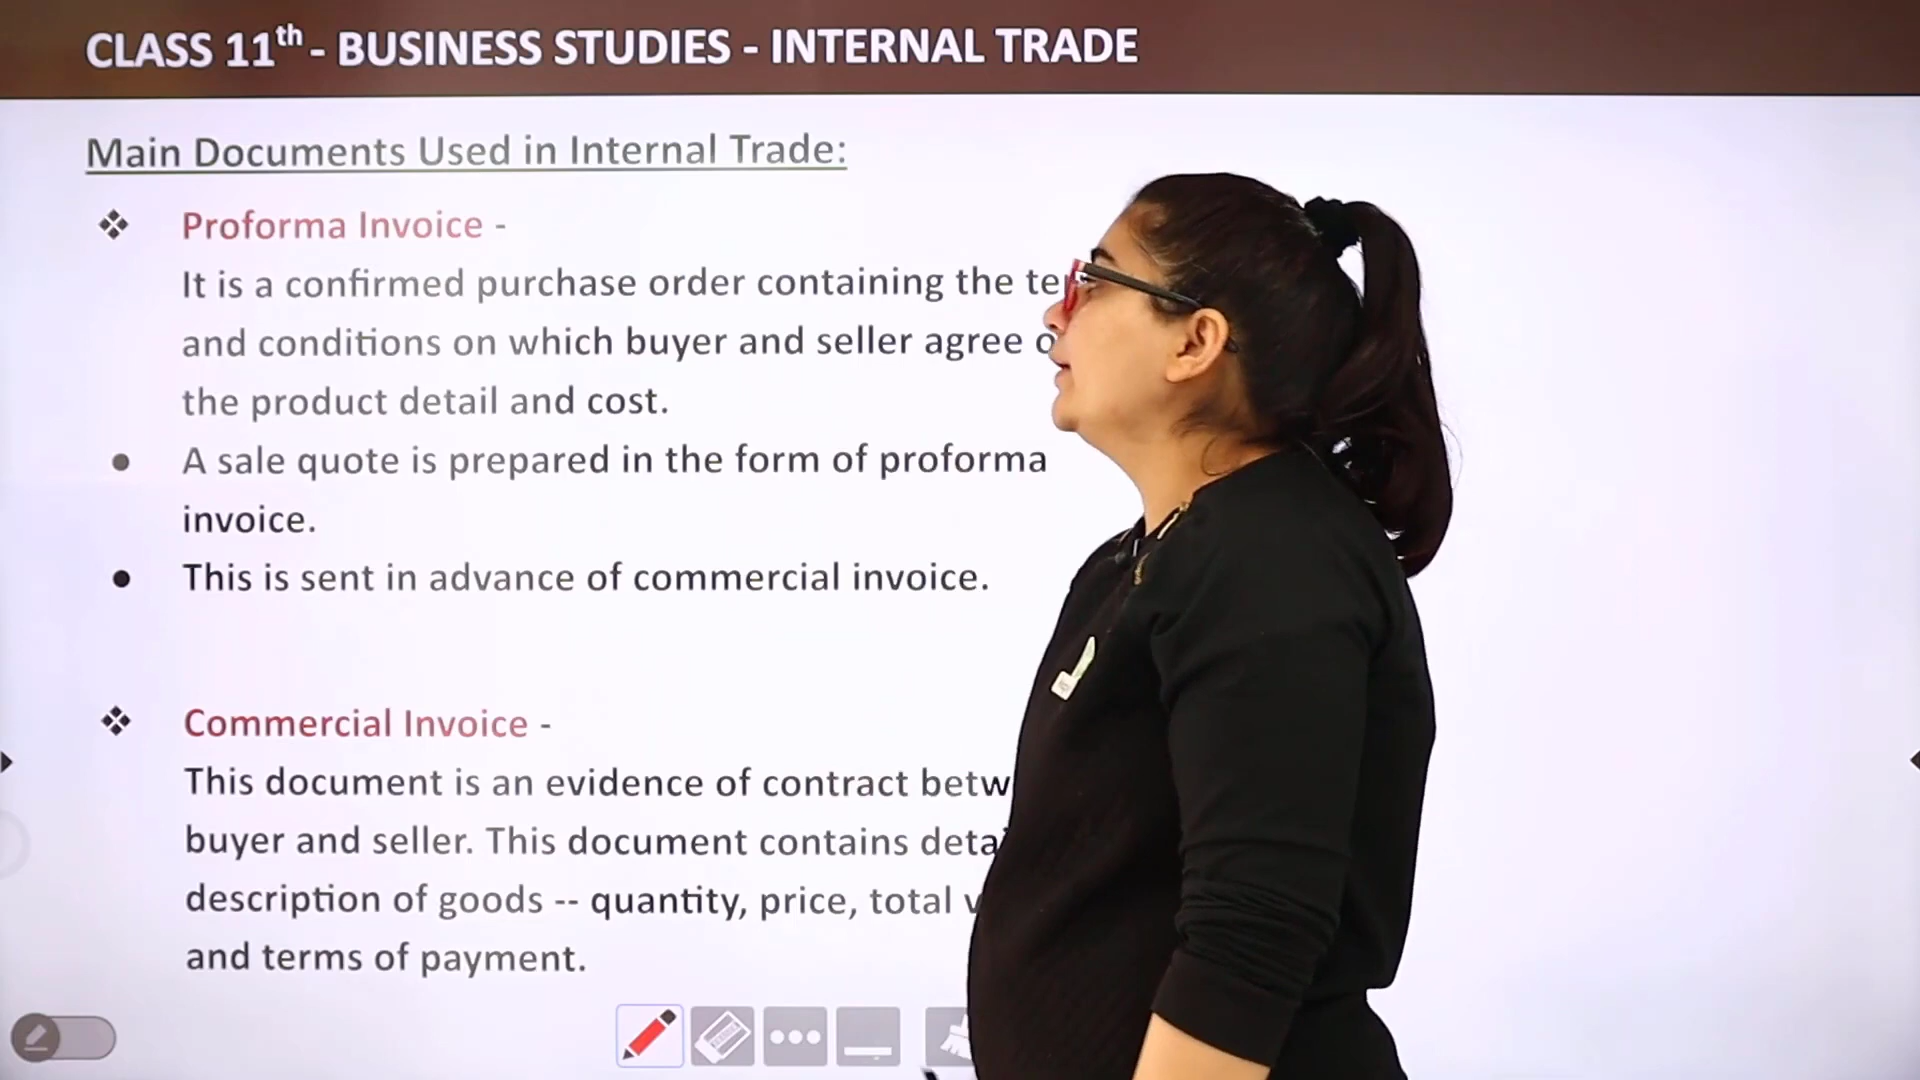 CLASS 11th - BUSINESS STUDIES - INTERNAL TRADE
Main Documents Used in Internal Trade:
❖ Proforma Invoice -
It is a confirmed purchase order containing the
and conditions on which buyer and seller agree
the product detail and cost.
● A sale quote is prepared in the form of proforma
invoice.
● This is sent in advance of commercial invoice.
❖ Commercial Invoice -
This document is an evidence of contract
buyer and seller. This document contains
description of goods -- quantity, price, total
and terms of payment.